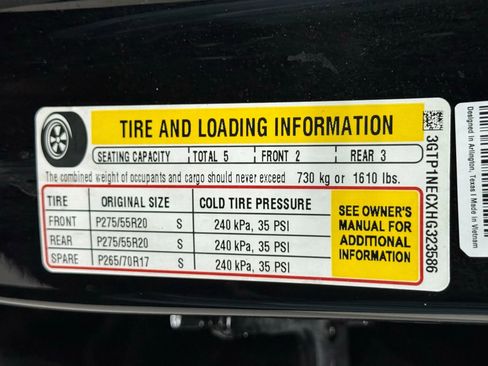 TIRE AND LOADING INFORMATION
SEATING CAPACITY TOTAL 5 FRONT 2 REAR 3
The combined weight of occupants and cargo should never exceed 730 kg or 1610 lbs.
TIRE ORIGINAL SIZE COLD TIRE PRESSURE
FRONT P275/55R20 S 240 kPa, 35 PSI
REAR P275/55R20 S 240 kPa, 35 PSI
SPARE P265/70R17 S 240 kPa, 35 PSI
SEE OWNER'S
MANUAL FOR
ADDITIONAL
INFORMATION
3GTP1NECXHG323586
Designed in Arlington, Texas | Made in Vietnam